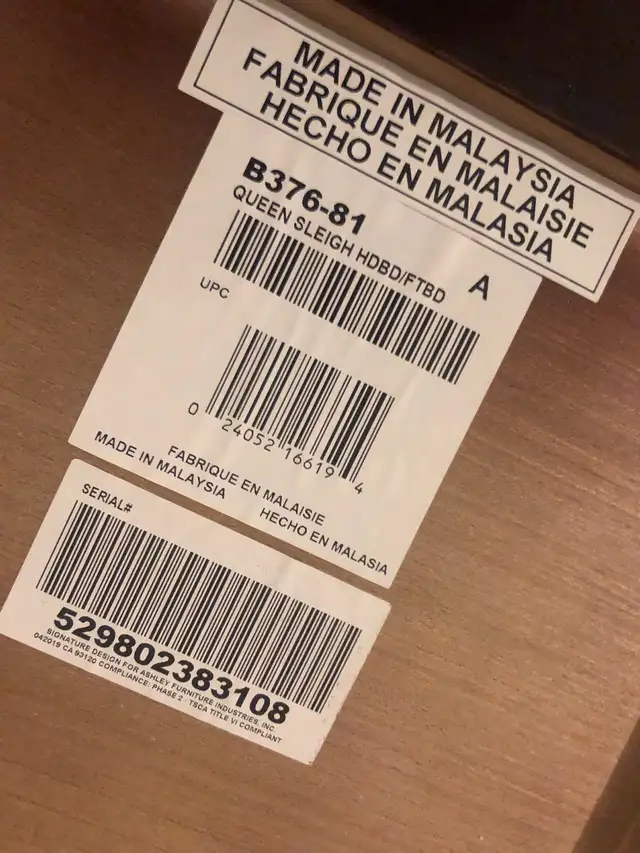 MADE IN MALAYSIA
FABRIQUE EN MALAISIE
HECHO EN MALASIA
B376-81
QUEEN SLEIGH HDBD/FTBD
A
UPC
0 24052 16619 4
MADE IN MALAYSIA
FABRIQUE EN MALAISIE
HECHO EN MALASIA
SERIAL#
529802383108
SIGNATURE DESIGN FOR ASHLEY FURNITURE INDUSTRIES, INC.
042019 CA 93120 COMPLIANCE: PHASE 2 - TSCA TITLE VI COMPLIANT